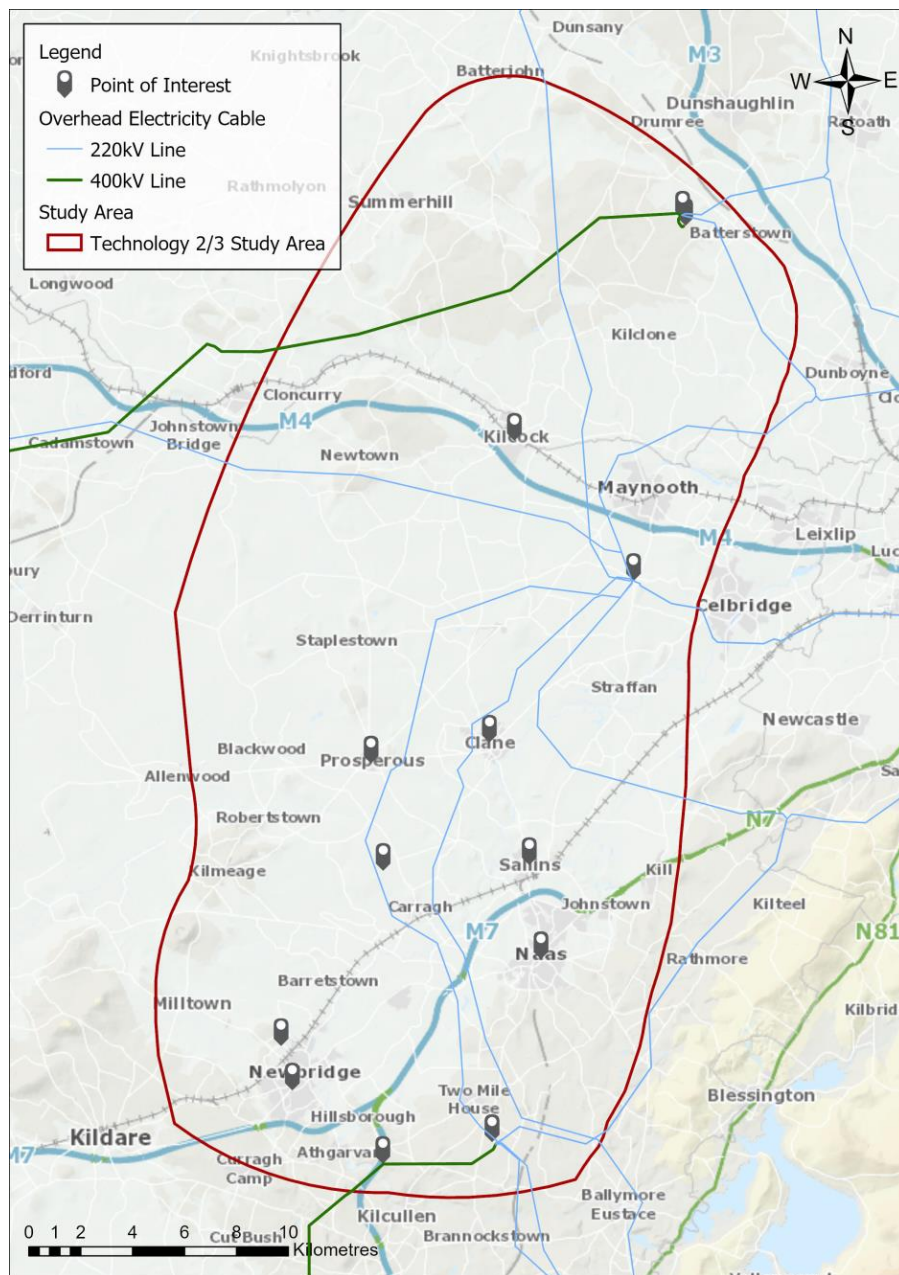 Legend
Point of Interest
Overhead Electricity Cable
220kV Line
400kV Line
Study Area
Technology 2/3 Study Area
N
W E
S
Dunsany
M3
Knightsbrook
Batterjohn
Dunshaughlin
Drumree
Ratoath
Rathmolyon
Summerhill
Batterstown
Longwood
Kilclone
Dunboyne
Cloncurry
Johnstown
Bridge
M4
Kilcock
Cadamstown
Newtown
Maynooth
M4
Leixlip
Celbridge
Derrinturn
Staplestown
Straffan
Newcastle
Clane
Blackwood
Prosperous
Allenwood
Robertstown
N7
Sallins
Kill
Kilmeage
Carragh
Johnstown
Kilteel
M7
N81
Naas
Rathmore
Barretstown
Milltown
Newbridge
Two Mile
House
Blessington
Hillsborough
Kildare
M7
Athgarvan
Curragh
Camp
Ballymore
Eustace
Kilcullen
Brannockstown
0 1 2 4 6 8 10
Kilometres